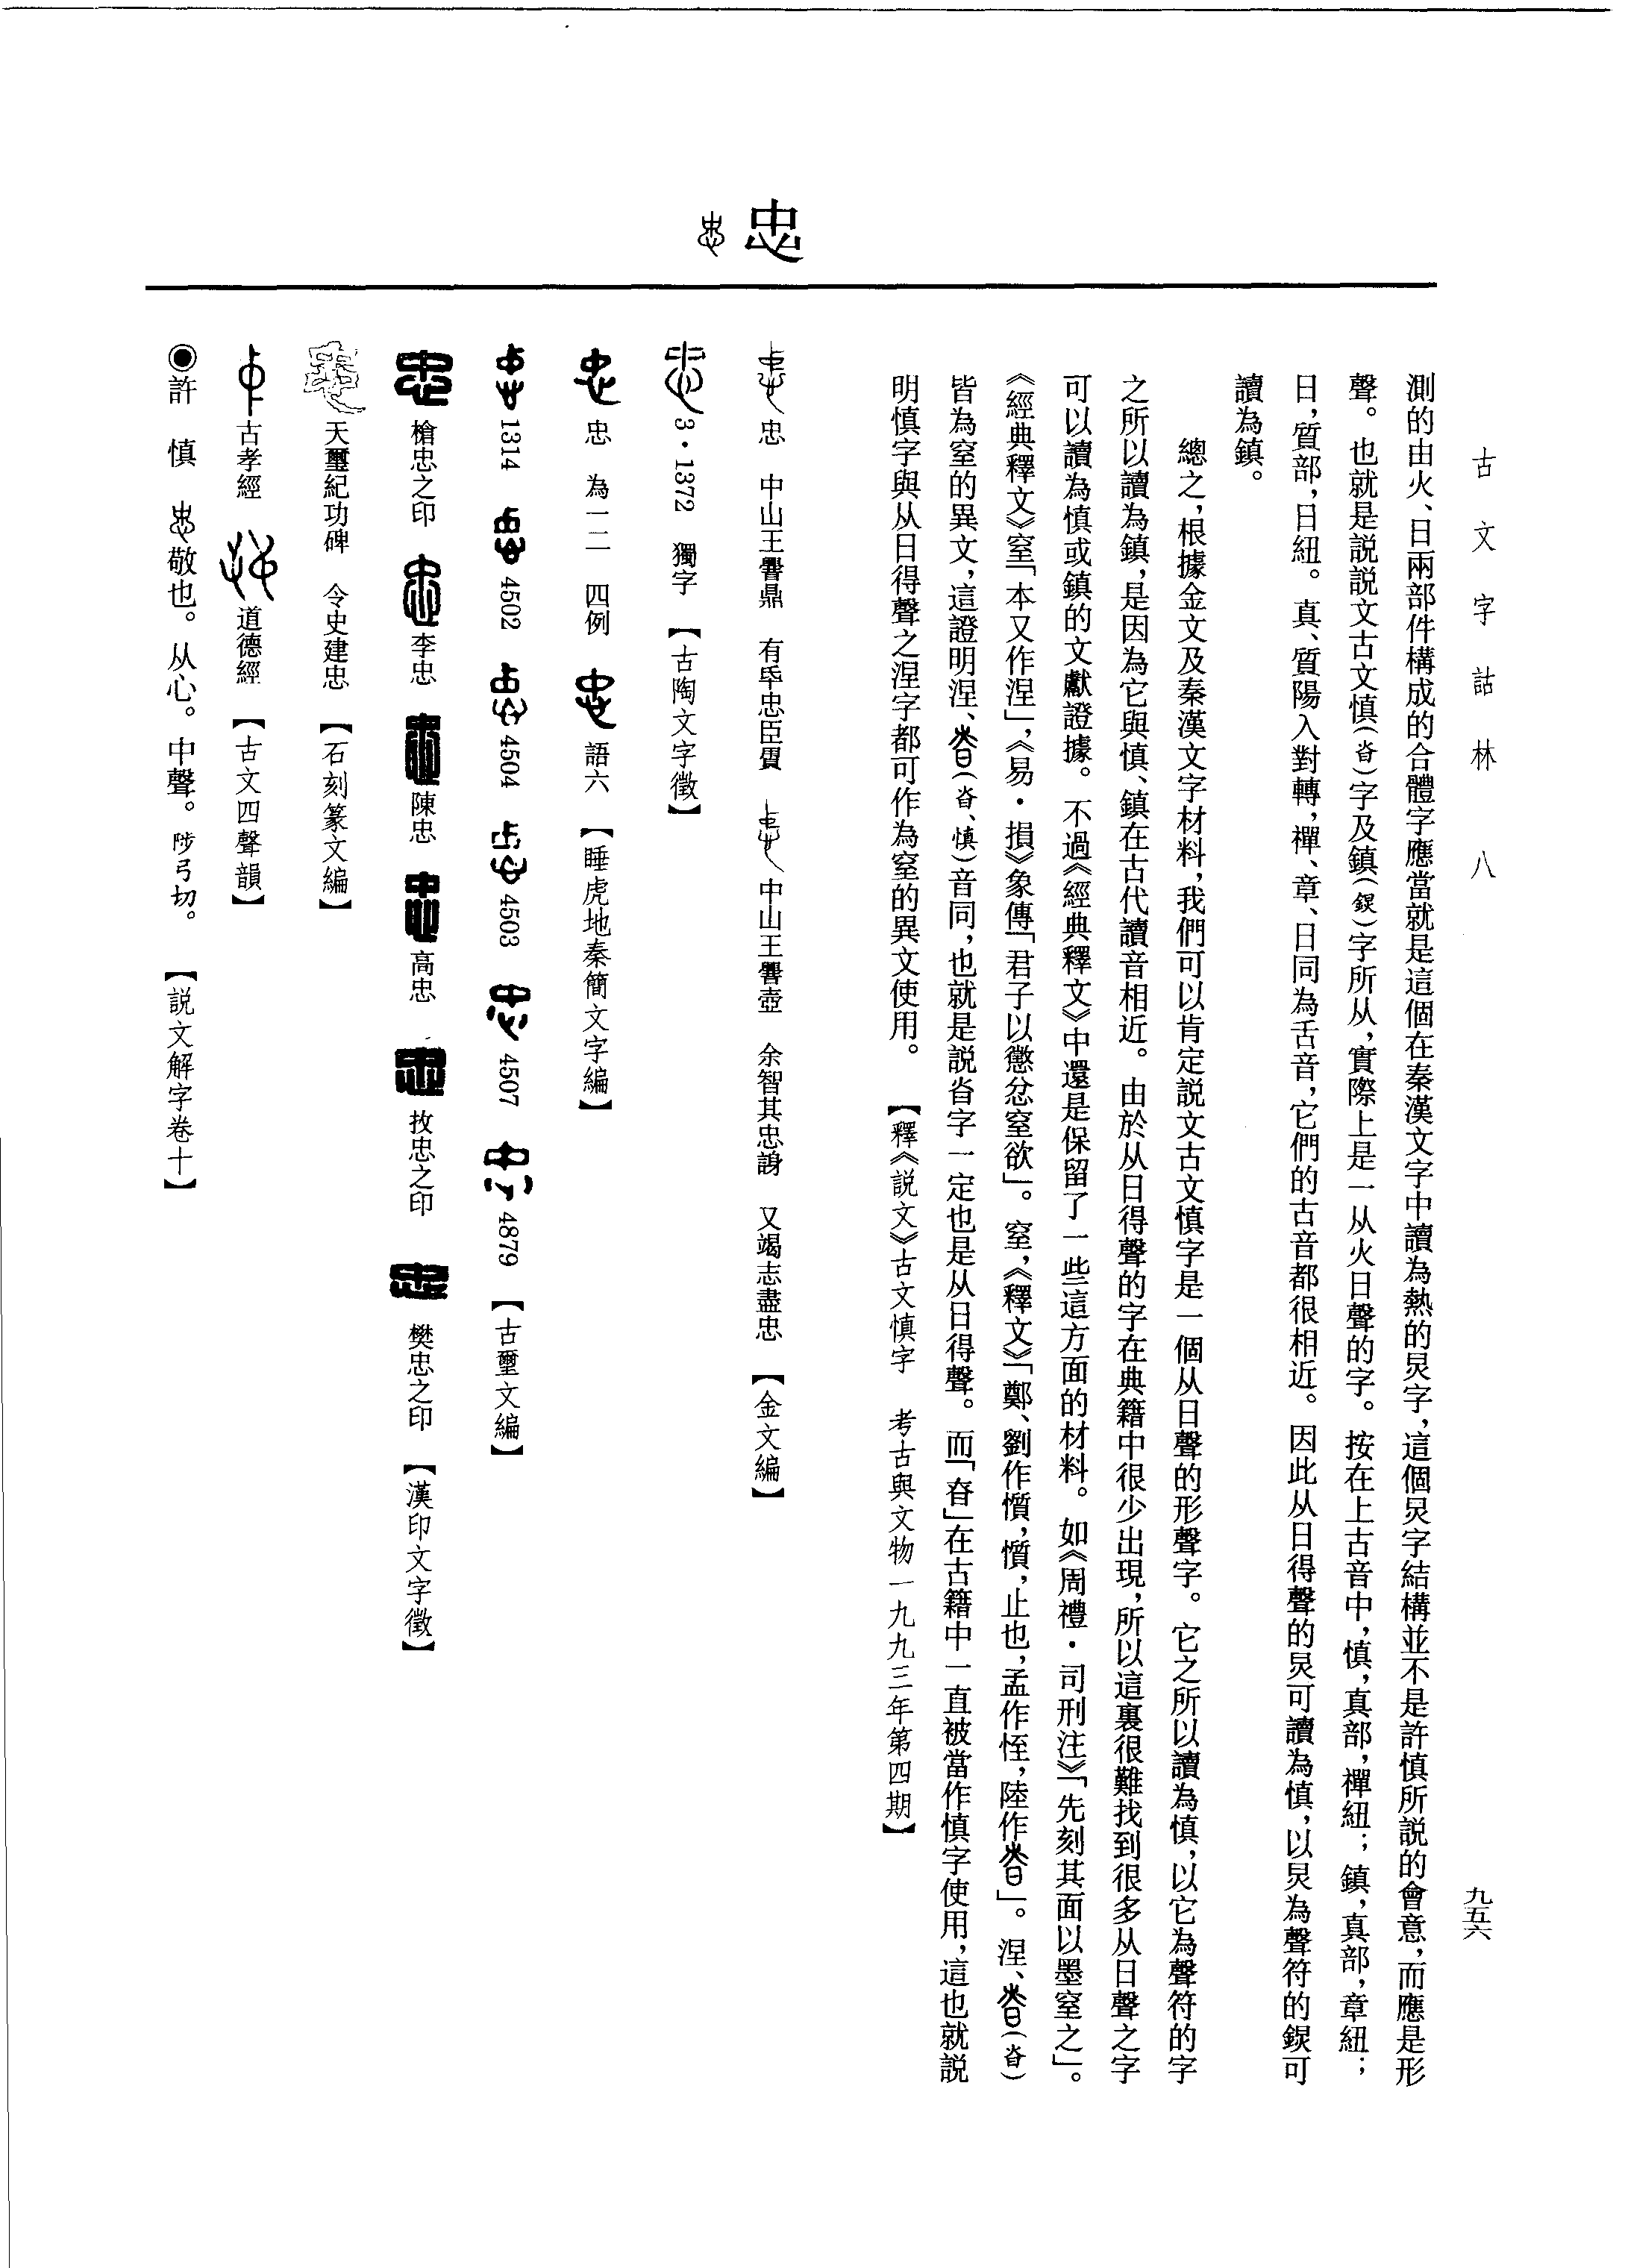 古文字詁林　八
九五六
忠
測的由火、日兩部件構成的合體字應當就是這個在秦漢文字中讀為熱的炅字，這個炅字結構並不是許慎所説的會意，而應是形
聲。也就是説説文古文慎（昚）字及鎮（鍥）字所从，實際上是一从火日聲的字。按在上古音中，慎，真部，禪紐；鎮，真部，章紐；
日，質部，日紐。真、質陽入對轉，禪、章、日同為舌音，它們的古音都很相近。因此从日得聲的炅可讀為慎，以炅為聲符的鍥可
讀為鎮。
總之，根據金文及秦漢文字材料，我們可以肯定説文古文慎字是一個从日聲的形聲字。它之所以讀為慎，以它為聲符的字
之所以讀為鎮，是因為它與慎、鎮在古代讀音相近。由於从日得聲的字在典籍中很少出現，所以這裏很難找到很多从日聲之字
可以讀為慎或鎮的文獻證據。不過《經典釋文》中還是保留了一些這方面的材料。如《周禮·司刑注》「先刻其面以墨窒之」。
《經典釋文》窒「本又作涅」，《易·損》象傳「君子以懲忿窒欲」。窒，《釋文》「鄭、劉作懫，懫，止也，孟作恎，陸作」。涅、（昚）
皆為窒的異文，這證明涅、（昚、慎）音同，也就是説昚字一定也是从日得聲。而「昚」在古籍中一直被當作慎字使用，這也就説
明慎字與从日得聲之涅字都可作為窒的異文使用。　【釋《説文》古文慎字　考古與文物一九九三年第四期】
忠　中山王𰯼鼎　有氒忠臣貫　中山王𰯼壺　余智其忠䛨　又竭志盡忠　【金文編】
3·1372　獨字　【古陶文字徵】
忠　為一二　四例　語六　【睡虎地秦簡文字編】
1314　4502　4504　4503　4507　4879　【古璽文編】
槍忠之印　李忠　陳忠　高忠　孜忠之印　樊忠之印　【漢印文字徵】
天璽紀功碑　令史建忠　【石刻篆文編】
古孝經　道德經　【古文四聲韻】
◉許　慎　敬也。从心。中聲。陟弓切。　【説文解字卷十】